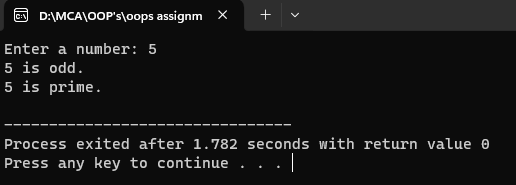 D:\MCA\OOP's\oops assignm
Enter a number: 5
5 is odd.
5 is prime.
--------------------------------
Process exited after 1.782 seconds with return value 0
Press any key to continue . . .